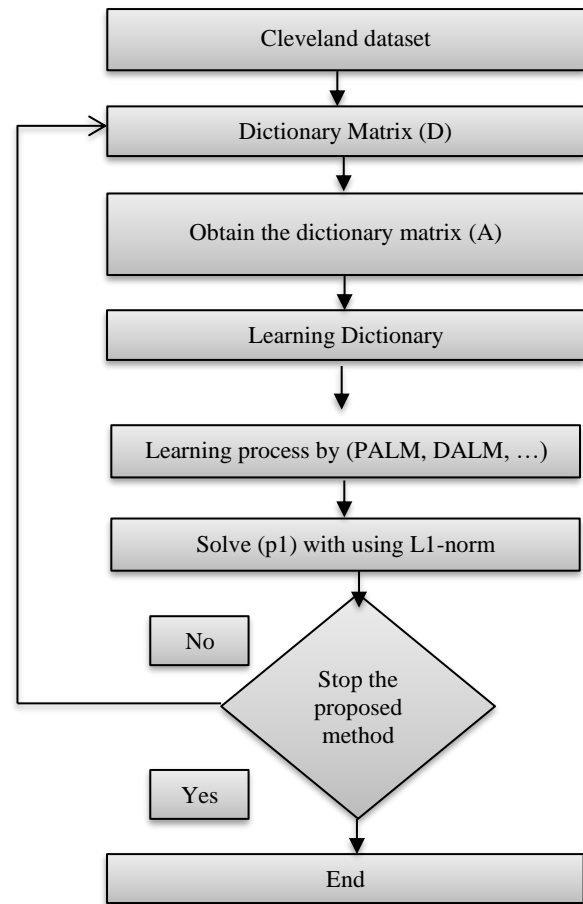 Cleveland dataset
Dictionary Matrix (D)
Obtain the dictionary matrix (A)
Learning Dictionary
Learning process by (PALM, DALM, …)
Solve (p1) with using L1-norm
No
Stop the
proposed
method
Yes
End